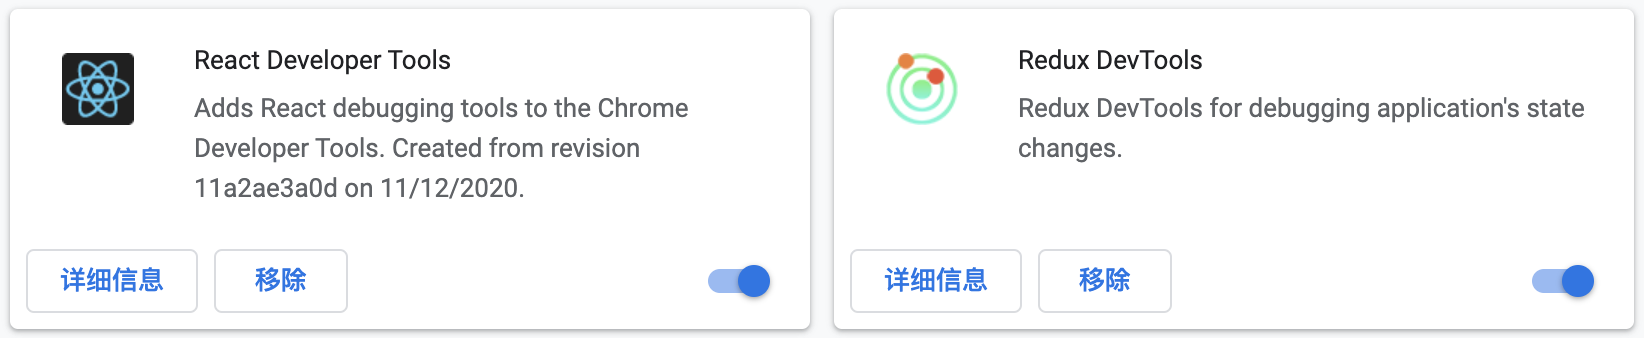 React Developer Tools
Adds React debugging tools to the Chrome
Developer Tools. Created from revision
11a2ae3a0d on 11/12/2020.
详细信息
移除
Redux DevTools
Redux DevTools for debugging application's state
changes.
详细信息
移除